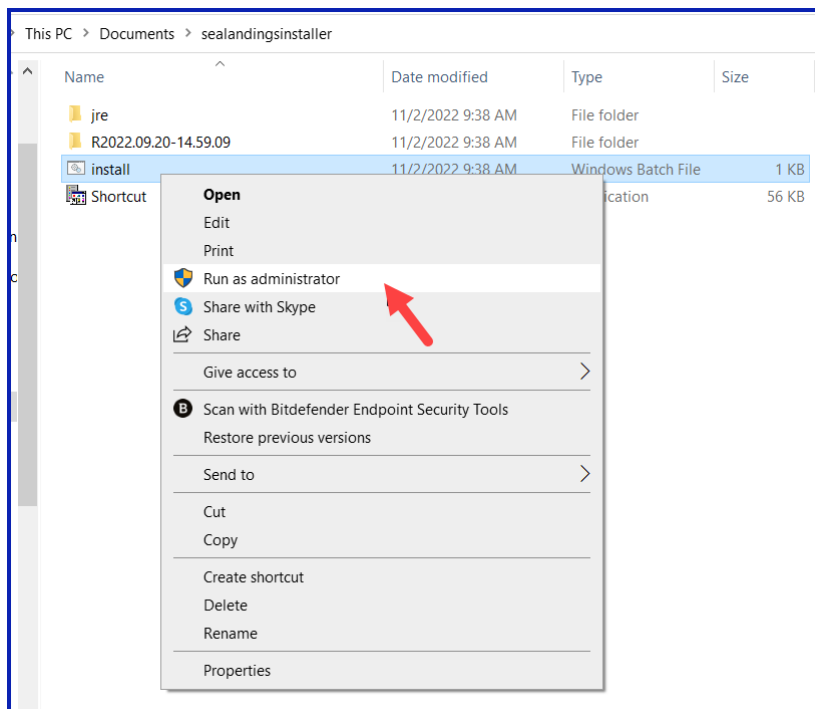 This PC > Documents > sealandingsinstaller
Name Date modified Type Size
jre 11/2/2022 9:38 AM File folder
R2022.09.20-14.59.09 11/2/2022 9:38 AM File folder
install 11/2/2022 9:38 AM Windows Batch File 1 KB
Shortcut ication 56 KB
Open
Edit
Print
Run as administrator
S Share with Skype
Share
Give access to
B Scan with Bitdefender Endpoint Security Tools
Restore previous versions
Send to
Cut
Copy
Create shortcut
Delete
Rename
Properties